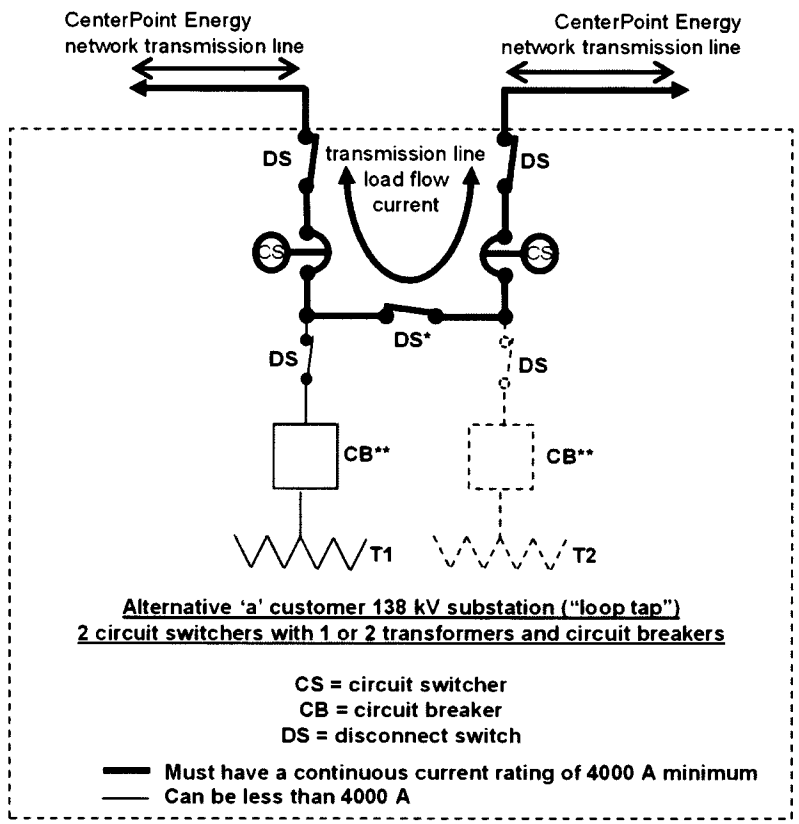 CenterPoint Energy
network transmission line
CenterPoint Energy
network transmission line
DS
transmission line
load flow
current
DS
CS
CS
DS*
DS
DS
CB**
CB**
T1
T2
Alternative ‘a’ customer 138 kV substation (“loop tap”)
2 circuit switchers with 1 or 2 transformers and circuit breakers
CS = circuit switcher
CB = circuit breaker
DS = disconnect switch
Must have a continuous current rating of 4000 A minimum
Can be less than 4000 A